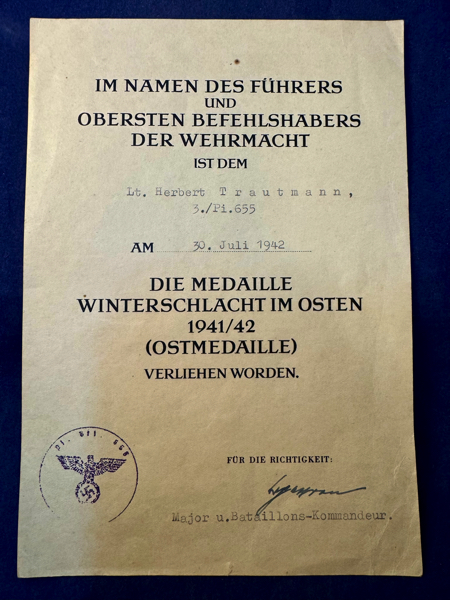 IM NAMEN DES FÜHRERS
UND
OBERSTEN BEFEHLSHABERS
DER WEHRMACHT
IST DEM
Lt. Herbert Trautmann,
3./Pi.655
AM 30. Juli 1942
DIE MEDAILLE
WINTERSCHLACHT IM OSTEN
1941/42
(OSTMEDAILLE)
VERLIEHEN WORDEN.
FÜR DIE RICHTIGKEIT:
Major u.Bataillons-Kommandeur.